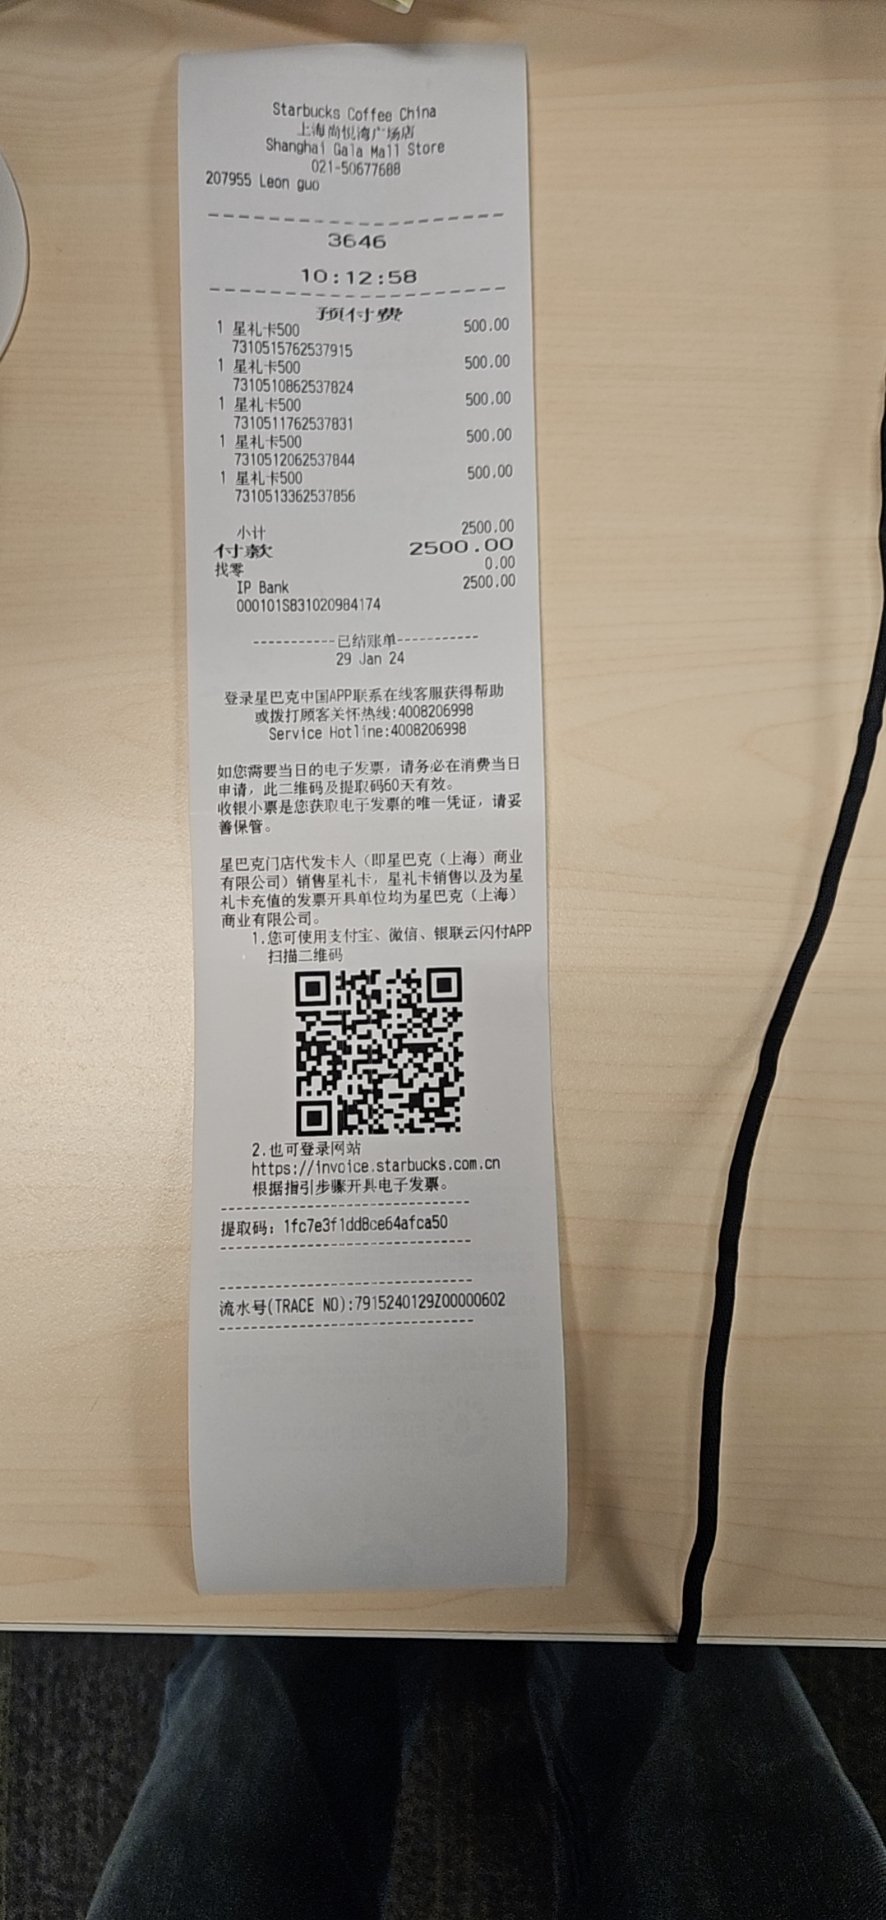 Starbucks Coffee China
上海尚悦湾广场店
Shanghai Gala Mall Store
021-50677688
207955 Leon guo
3646
10:12:58
预付费
1 星礼卡500 500.00
7310515762537915
1 星礼卡500 500.00
7310510862537824
1 星礼卡500 500.00
7310511762537831
1 星礼卡500 500.00
7310512062537844
1 星礼卡500 500.00
7310513362537856
小计 2500.00
付款 2500.00
找零 0.00
IP Bank 2500.00
000101S831020984174
-----------已结账单-----------
29 Jan 24
登录星巴克中国APP联系在线客服获得帮助
或拨打顾客关怀热线:4008206998
Service Hotline:4008206998
如您需要当日的电子发票，请务必在消费当日
申请，此二维码及提取码60天有效。
收银小票是您获取电子发票的唯一凭证，请妥
善保管。
星巴克门店代发卡人（即星巴克（上海）商业
有限公司）销售星礼卡，星礼卡销售以及为星
礼卡充值的发票开具单位均为星巴克（上海）
商业有限公司。
1.您可使用支付宝、微信、银联云闪付APP
扫描二维码
2.也可登录网站
https://invoice.starbucks.com.cn
根据指引步骤开具电子发票。
提取码：1fc7e3f1dd8ce64afca50
流水号(TRACE NO):7915240129Z00000602